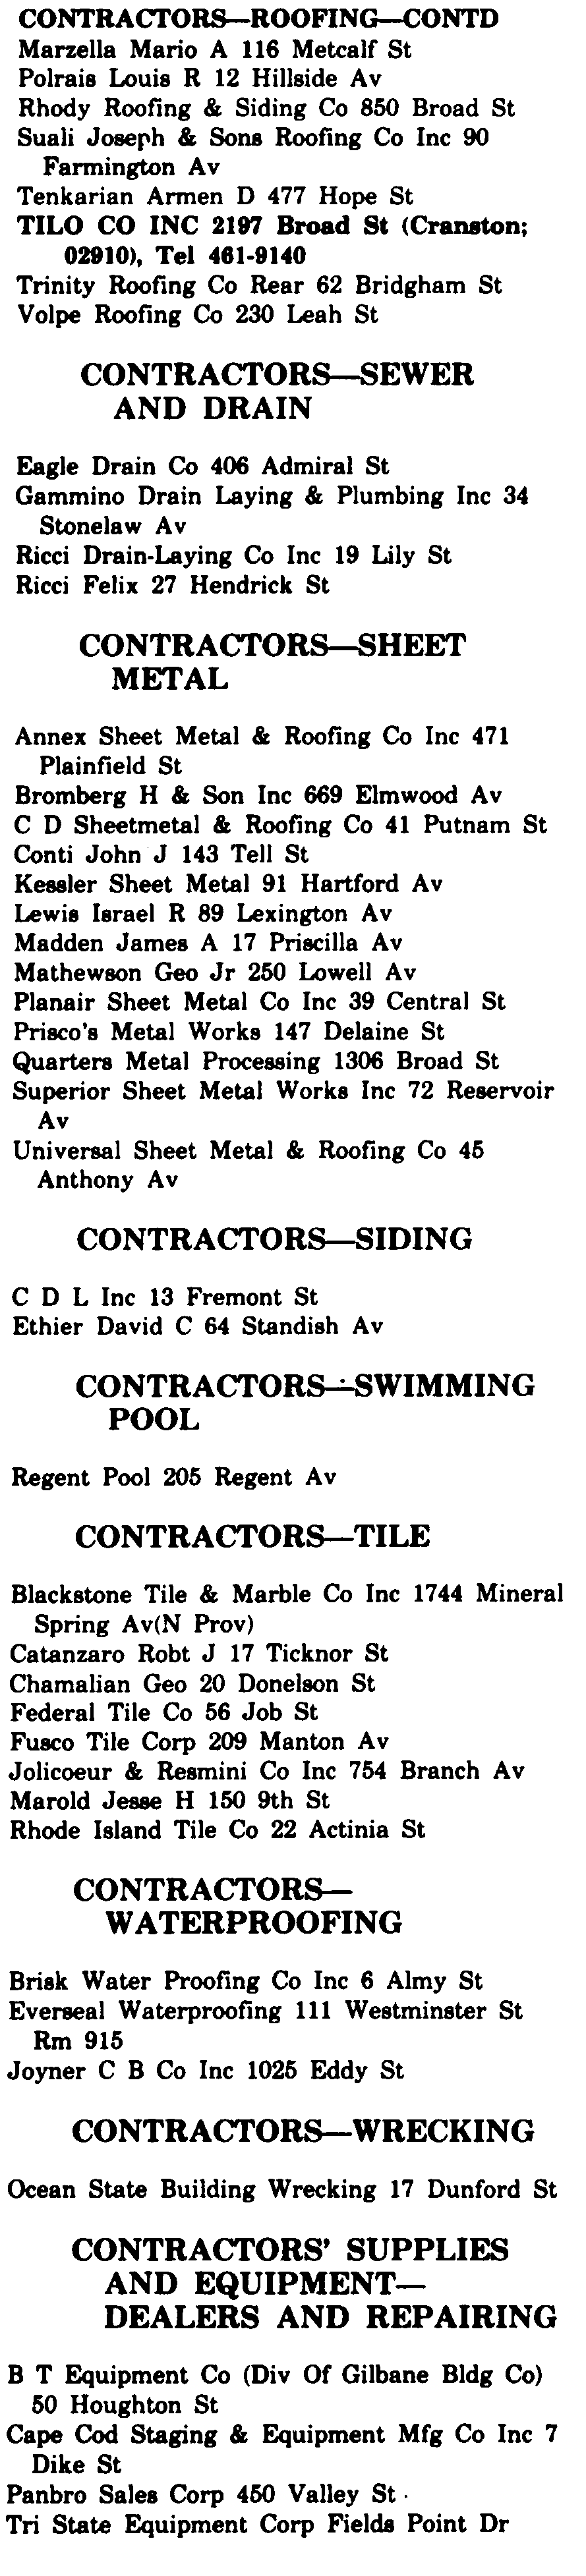 CONTRACTORS—ROOFING—CONTD
Marzella Mario A 116 Metcalf St
Polrais Louis R 12 Hillside Av
Rhody Roofing & Siding Co 850 Broad St
Suali Joseph & Sons Roofing Co Inc 90
Farmington Av
Tenkarian Armen D 477 Hope St
TILO CO INC 2197 Broad St (Cranston;
02910), Tel 461-9140
Trinity Roofing Co Rear 62 Bridgham St
Volpe Roofing Co 230 Leah St
CONTRACTORS—SEWER
AND DRAIN
Eagle Drain Co 406 Admiral St
Gammino Drain Laying & Plumbing Inc 34
Stonelaw Av
Ricci Drain-Laying Co Inc 19 Lily St
Ricci Felix 27 Hendrick St
CONTRACTORS—SHEET
METAL
Annex Sheet Metal & Roofing Co Inc 471
Plainfield St
Bromberg H & Son Inc 669 Elmwood Av
C D Sheetmetal & Roofing Co 41 Putnam St
Conti John J 143 Tell St
Kessler Sheet Metal 91 Hartford Av
Lewis Israel R 89 Lexington Av
Madden James A 17 Priscilla Av
Mathewson Geo Jr 250 Lowell Av
Planair Sheet Metal Co Inc 39 Central St
Prisco's Metal Works 147 Delaine St
Quarters Metal Processing 1306 Broad St
Superior Sheet Metal Works Inc 72 Reservoir
Av
Universal Sheet Metal & Roofing Co 45
Anthony Av
CONTRACTORS—SIDING
C D L Inc 13 Fremont St
Ethier David C 64 Standish Av
CONTRACTORS—SWIMMING
POOL
Regent Pool 205 Regent Av
CONTRACTORS—TILE
Blackstone Tile & Marble Co Inc 1744 Mineral
Spring Av(N Prov)
Catanzaro Robt J 17 Ticknor St
Chamalian Geo 20 Donelson St
Federal Tile Co 56 Job St
Fusco Tile Corp 209 Manton Av
Jolicoeur & Resmini Co Inc 754 Branch Av
Marold Jesse H 150 9th St
Rhode Island Tile Co 22 Actinia St
CONTRACTORS—
WATERPROOFING
Brisk Water Proofing Co Inc 6 Almy St
Everseal Waterproofing 111 Westminster St
Rm 915
Joyner C B Co Inc 1025 Eddy St
CONTRACTORS—WRECKING
Ocean State Building Wrecking 17 Dunford St
CONTRACTORS' SUPPLIES
AND EQUIPMENT—
DEALERS AND REPAIRING
B T Equipment Co (Div Of Gilbane Bldg Co)
50 Houghton St
Cape Cod Staging & Equipment Mfg Co Inc 7
Dike St
Panbro Sales Corp 450 Valley St
Tri State Equipment Corp Fields Point Dr